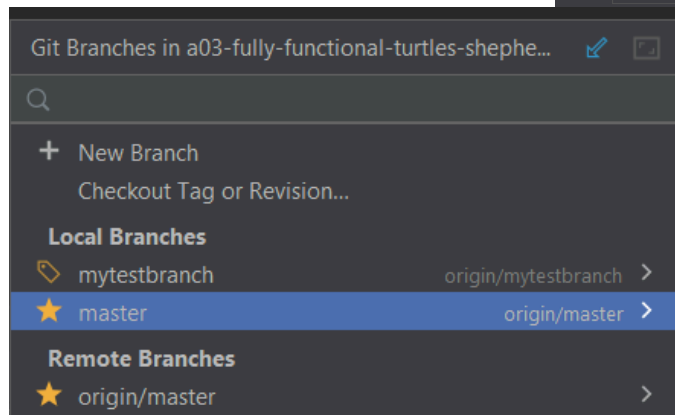 Git Branches in a03-fully-functional-turtles-shephe...
New Branch
Checkout Tag or Revision...
Local Branches
mytestbranch origin/mytestbranch
master origin/master
Remote Branches
origin/master